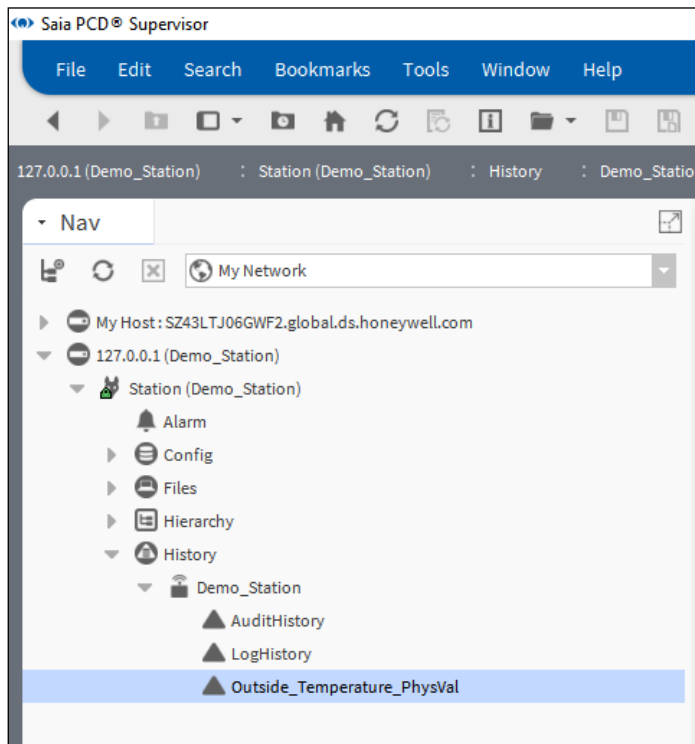 Saia PCD® Supervisor
File Edit Search Bookmarks Tools Window Help
127.0.0.1 (Demo_Station) : Station (Demo_Station) : History : Demo_Statio
Nav
My Network
My Host : SZ43LTJ06GWF2.global.ds.honeywell.com
127.0.0.1 (Demo_Station)
Station (Demo_Station)
Alarm
Config
Files
Hierarchy
History
Demo_Station
AuditHistory
LogHistory
Outside_Temperature_PhysVal